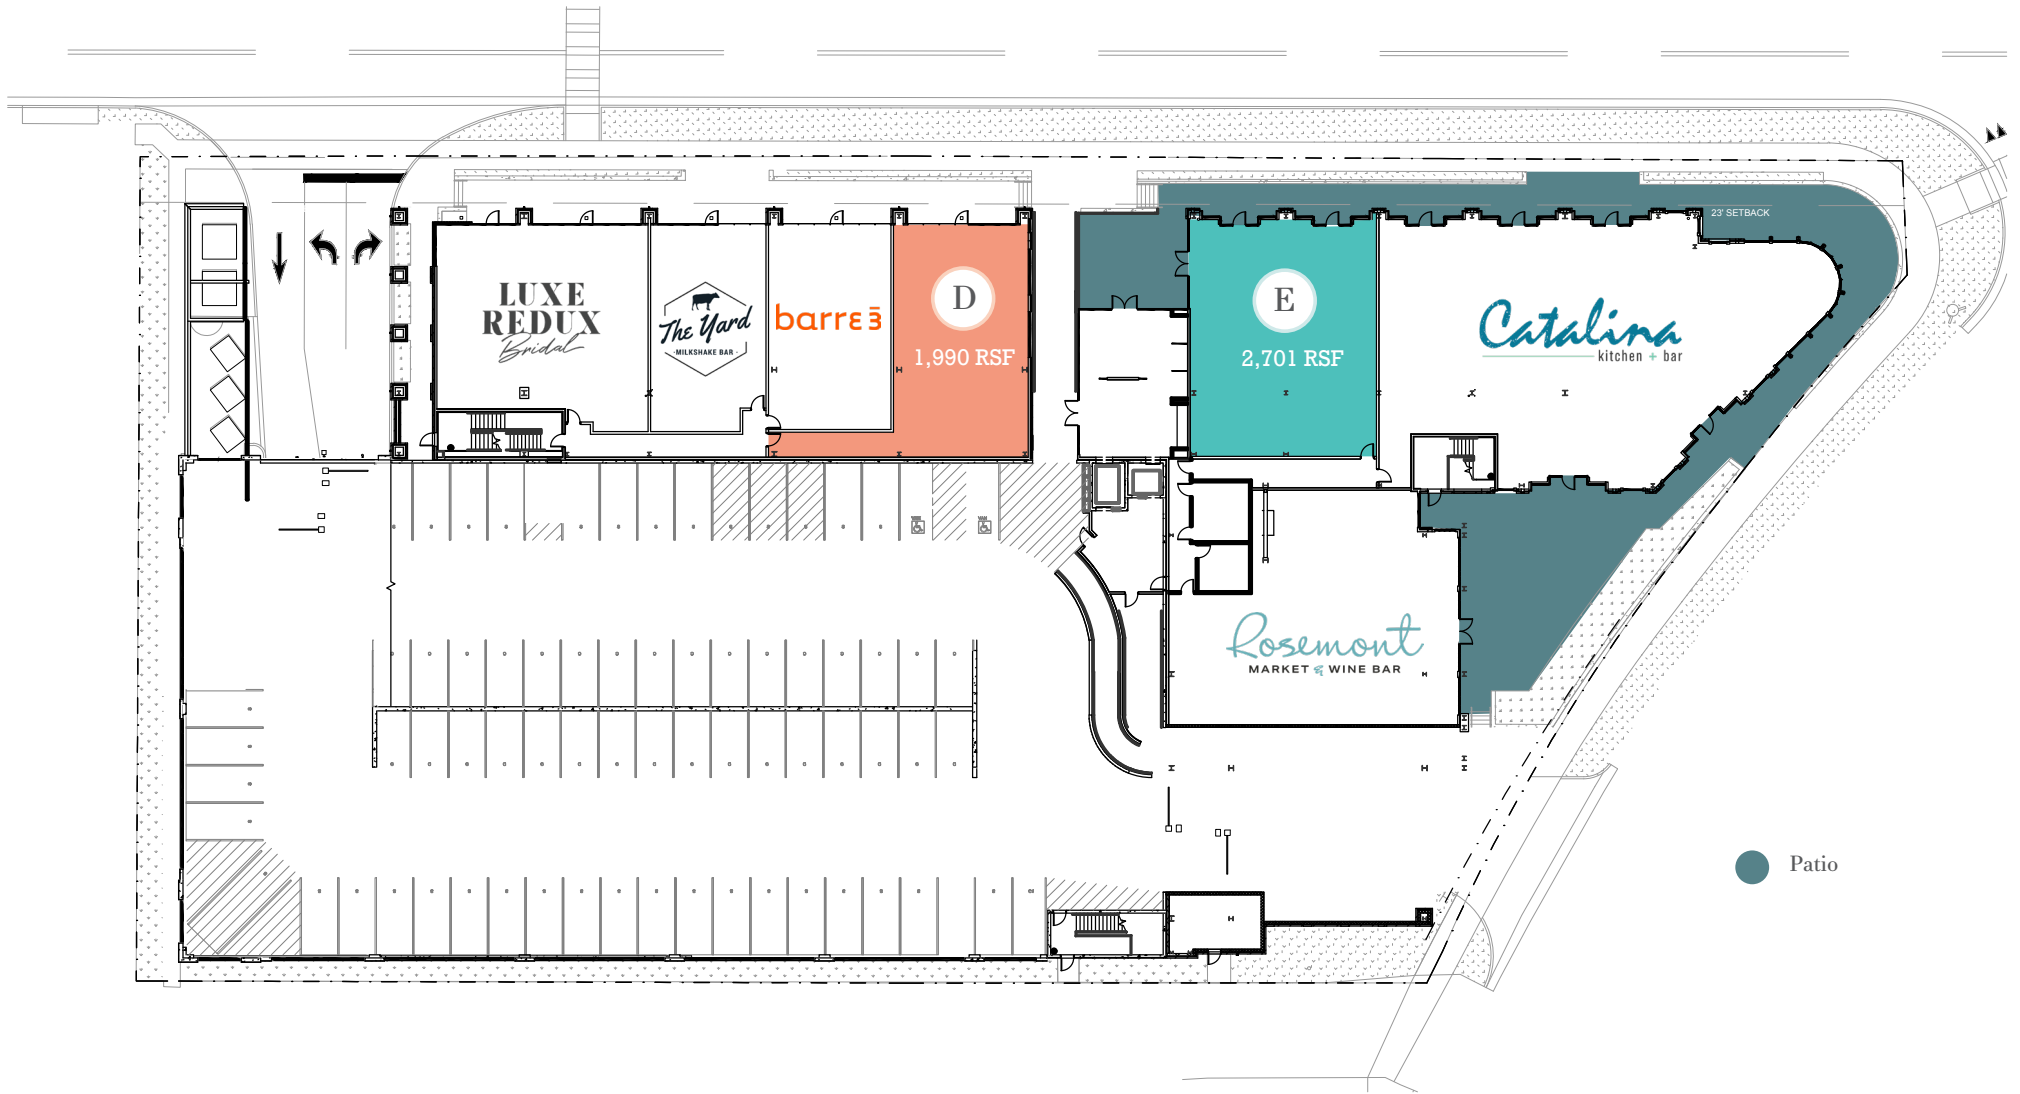 23' SETBACK
LUXE
REDUX
Bridal
The Yard
·MILKSHAKE BAR·
barre3
D
1,990 RSF
E
2,701 RSF
Catalina
kitchen + bar
Rosemont
MARKET & WINE BAR
Patio